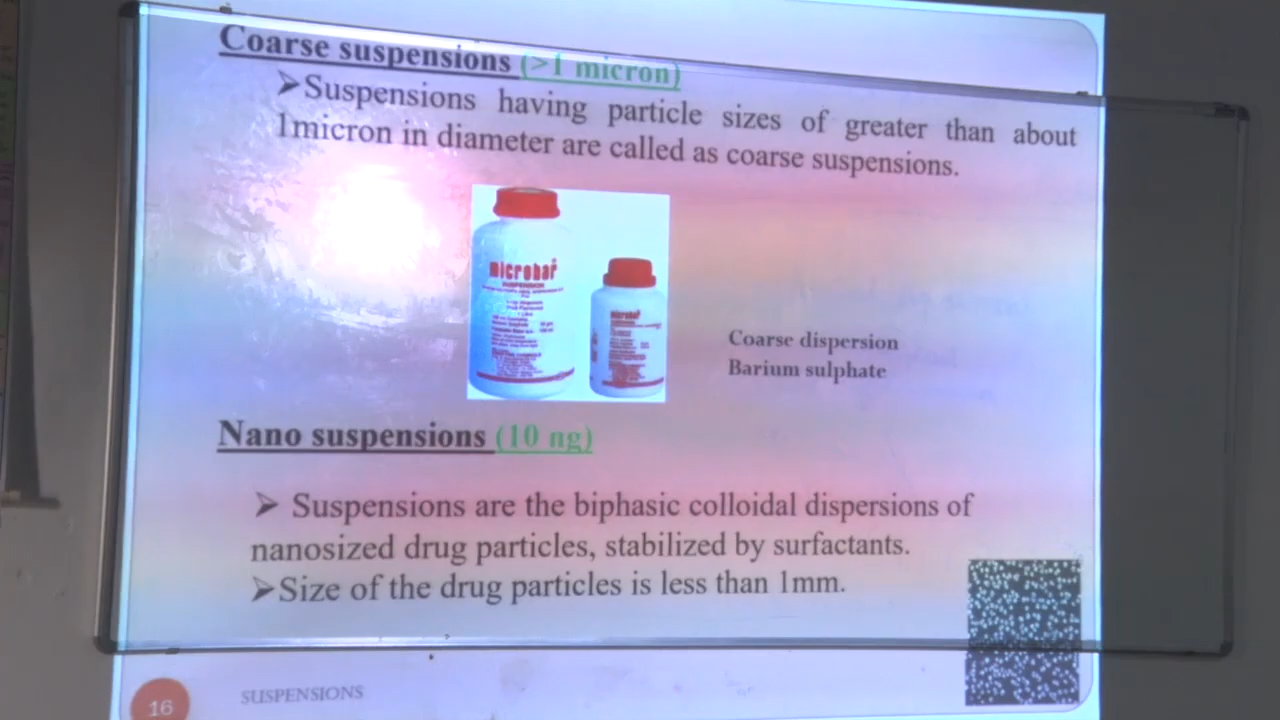 Coarse suspensions (>1 micron)
➢Suspensions having particle sizes of greater than about
1micron in diameter are called as coarse suspensions.
microbar
SUSPENSION
microbar
Coarse dispersion
Barium sulphate
Nano suspensions (10 ng)
➢ Suspensions are the biphasic colloidal dispersions of
nanosized drug particles, stabilized by surfactants.
➢Size of the drug particles is less than 1mm.
16
SUSPENSIONS